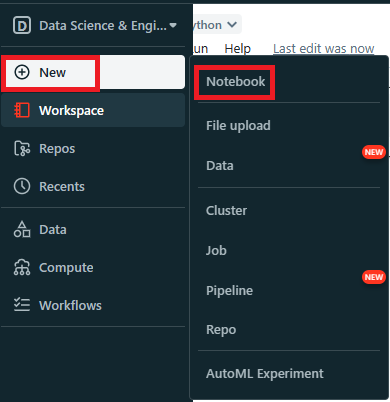 D Data Science & Engi...
ython
un Help Last edit was now
New
Workspace
Repos
Recents
Data
Compute
Workflows
Notebook
File upload
NEW
Data
Cluster
Job
NEW
Pipeline
Repo
AutoML Experiment